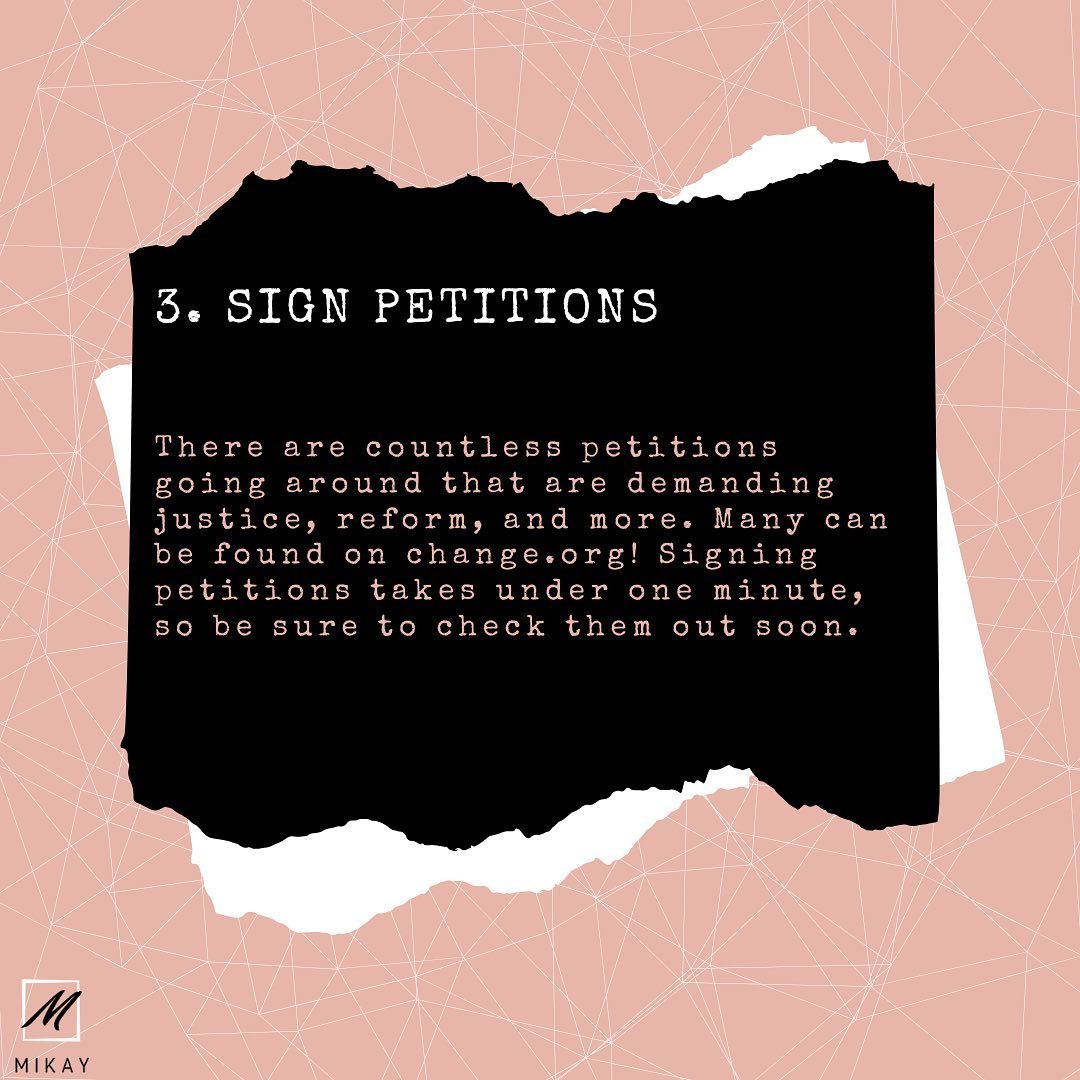 3. SIGN PETITIONS
There are countless petitions
going around that are demanding
justice, reform, and more. Many can
be found on change.org! Signing
petitions takes under one minute,
so be sure to check them out soon.
M
MIKAY